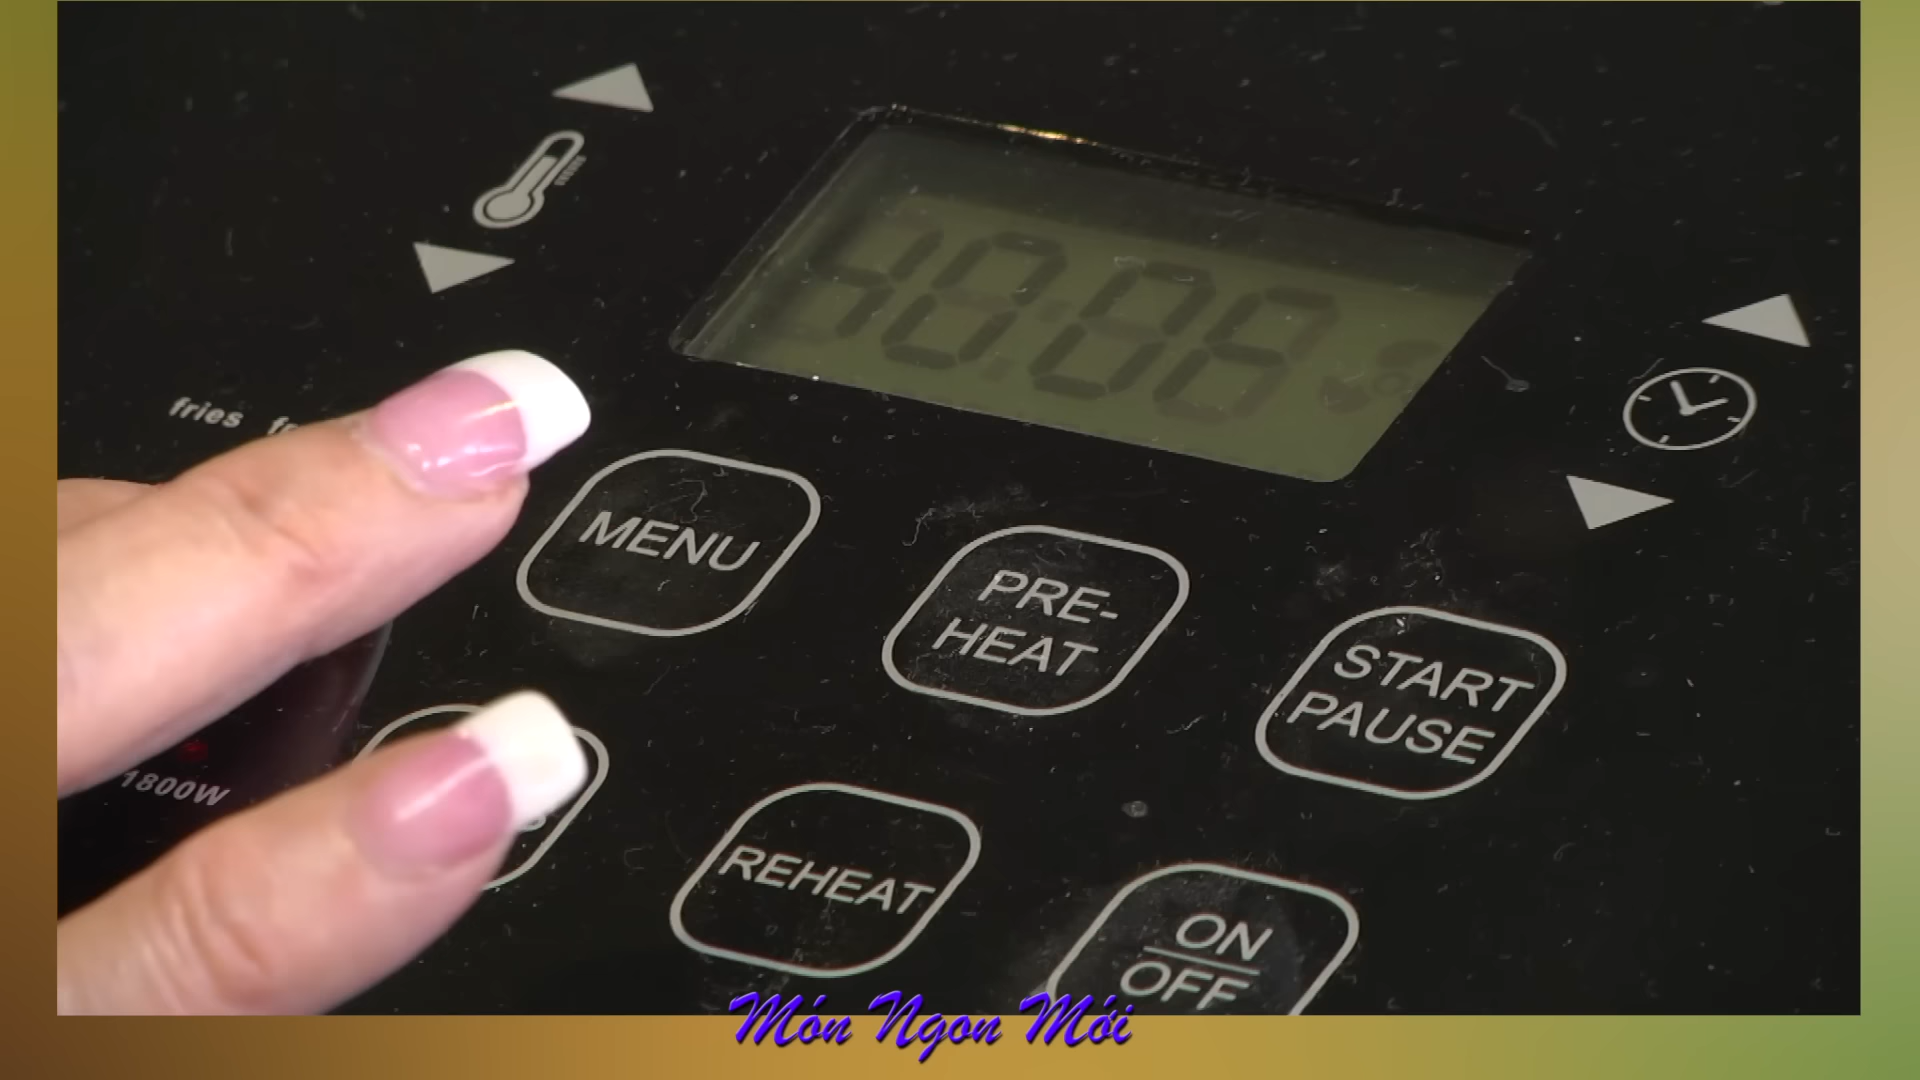 fries
MENU
PRE-
HEAT
START
PAUSE
1800W
REHEAT
ON
OFF
Món Ngon Mới